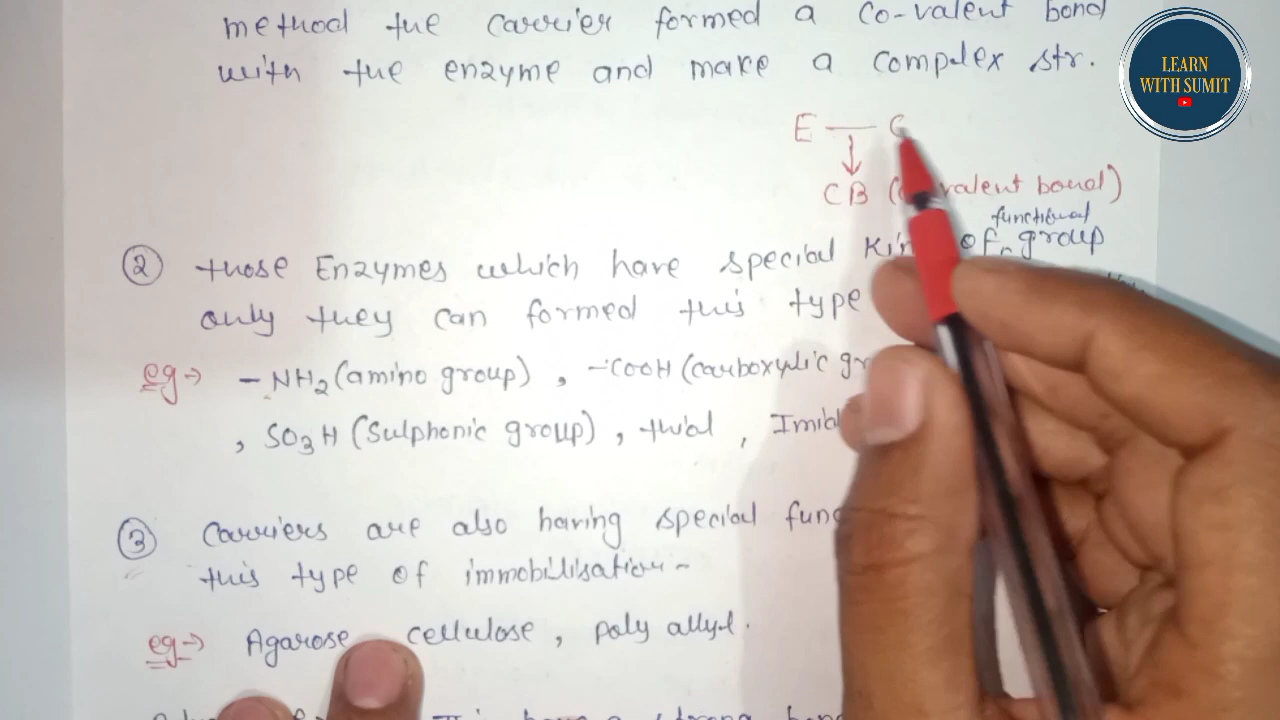 method the carrier formed a co-valent bond
with the enzyme and make a complex str.
LEARN
WITH SUMIT
E — C
CB ( valent bond)
functional
② those Enzymes which have special of group
only they can formed this type
eg→ -NH2 (amino group), -COOH (carboxylic
, SO3H (Sulphonic group), thiol,
③ Carriers are also having special
this type of immobilisation-
eg→ Agarose cellulose, poly allyl.
have a strong